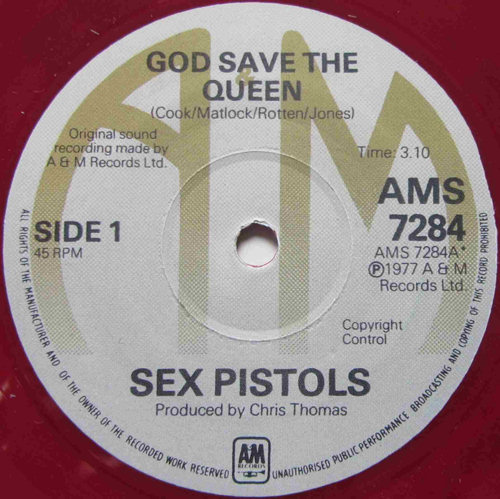 GOD SAVE THE
QUEEN
(Cook/Matlock/Rotten/Jones)
Original sound
recording made by
A & M Records Ltd.
Time: 3.10
SIDE 1
45 RPM
AMS
7284
AMS 7284A*
Ⓟ1977 A & M
Records Ltd.
Copyright
Control
SEX PISTOLS
Produced by Chris Thomas
ALL RIGHTS OF THE MANUFACTURER AND OF THE OWNER OF THE RECORDED WORK RESERVED
UNAUTHORISED PUBLIC PERFORMANCE BROADCASTING AND COPYING OF THIS RECORD PROHIBITED
AM
RECORDS